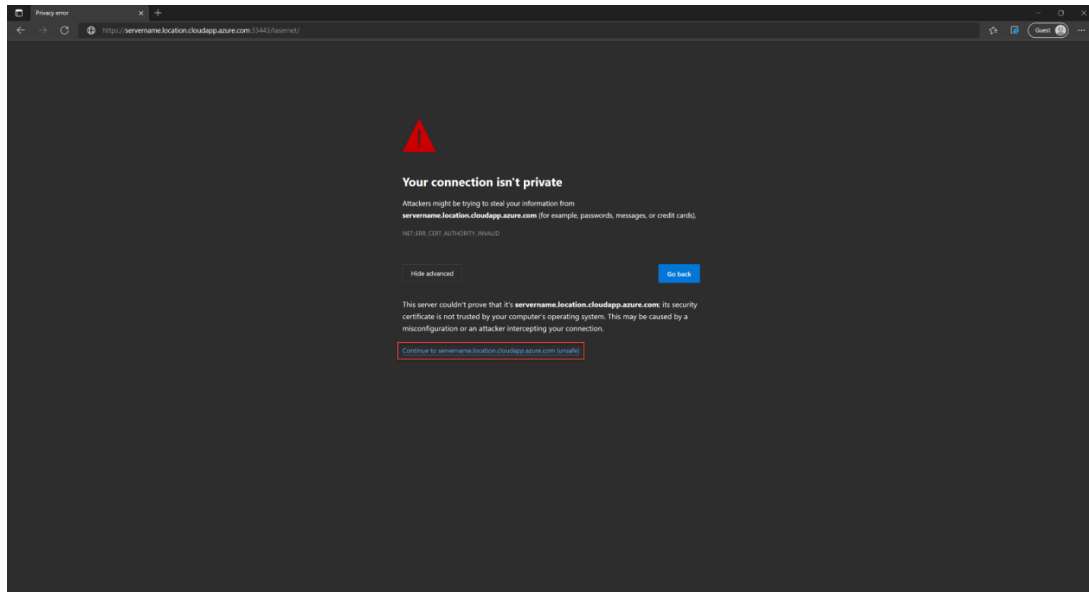 Privacy error
https://servername.location.cloudapp.azure.com:33443/lasernet/
Guest
Your connection isn't private
Attackers might be trying to steal your information from
servername.location.cloudapp.azure.com (for example, passwords, messages, or credit cards).
NET::ERR_CERT_AUTHORITY_INVALID
Hide advanced
Go back
This server couldn't prove that it's servername.location.cloudapp.azure.com; its security
certificate is not trusted by your computer's operating system. This may be caused by a
misconfiguration or an attacker intercepting your connection.
Continue to servername.location.cloudapp.azure.com (unsafe)